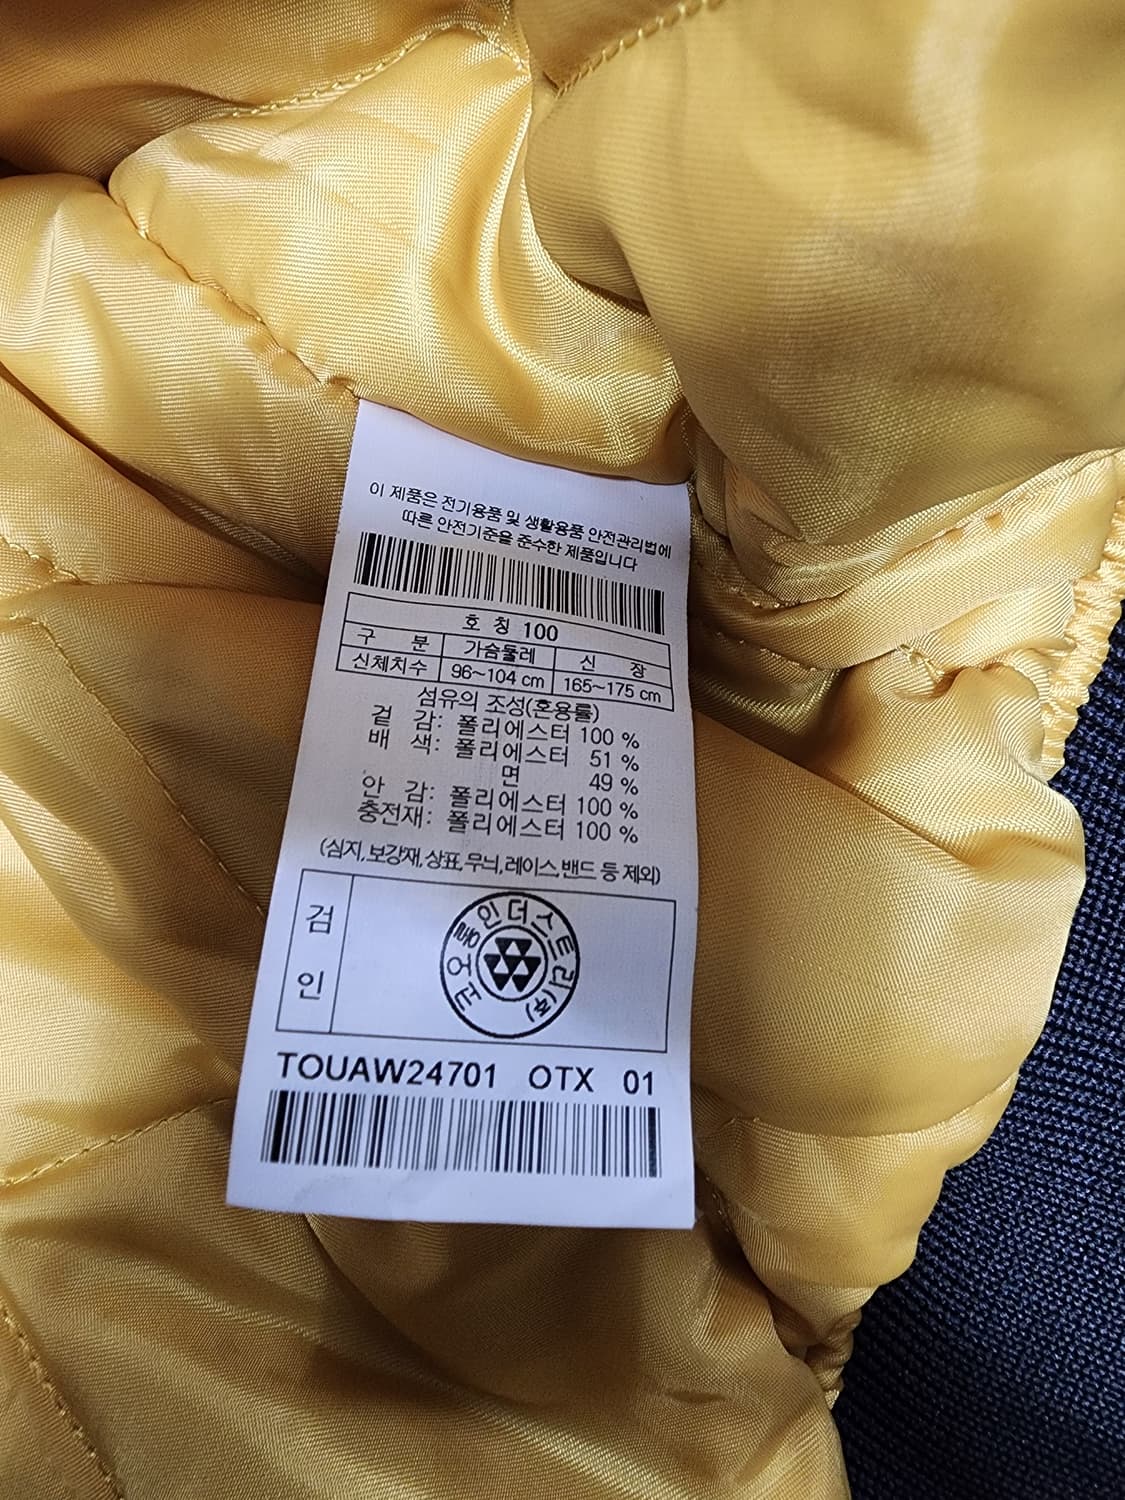 이 제품은 전기용품 및 생활용품 안전관리법에
따른 안전기준을 준수한 제품입니다
호 칭 100
구 분 가슴둘레 신 장
신체치수 96~104 cm 165~175 cm
섬유의 조성(혼용률)
겉 감: 폴리에스터 100 %
배 색: 폴리에스터 51 %
면 49 %
안 감: 폴리에스터 100 %
충전재: 폴리에스터 100 %
(심지,보강재,상표,무늬,레이스,밴드 등 제외)
검
인
코오롱인더스트리(주)
TOUAW24701 OTX 01